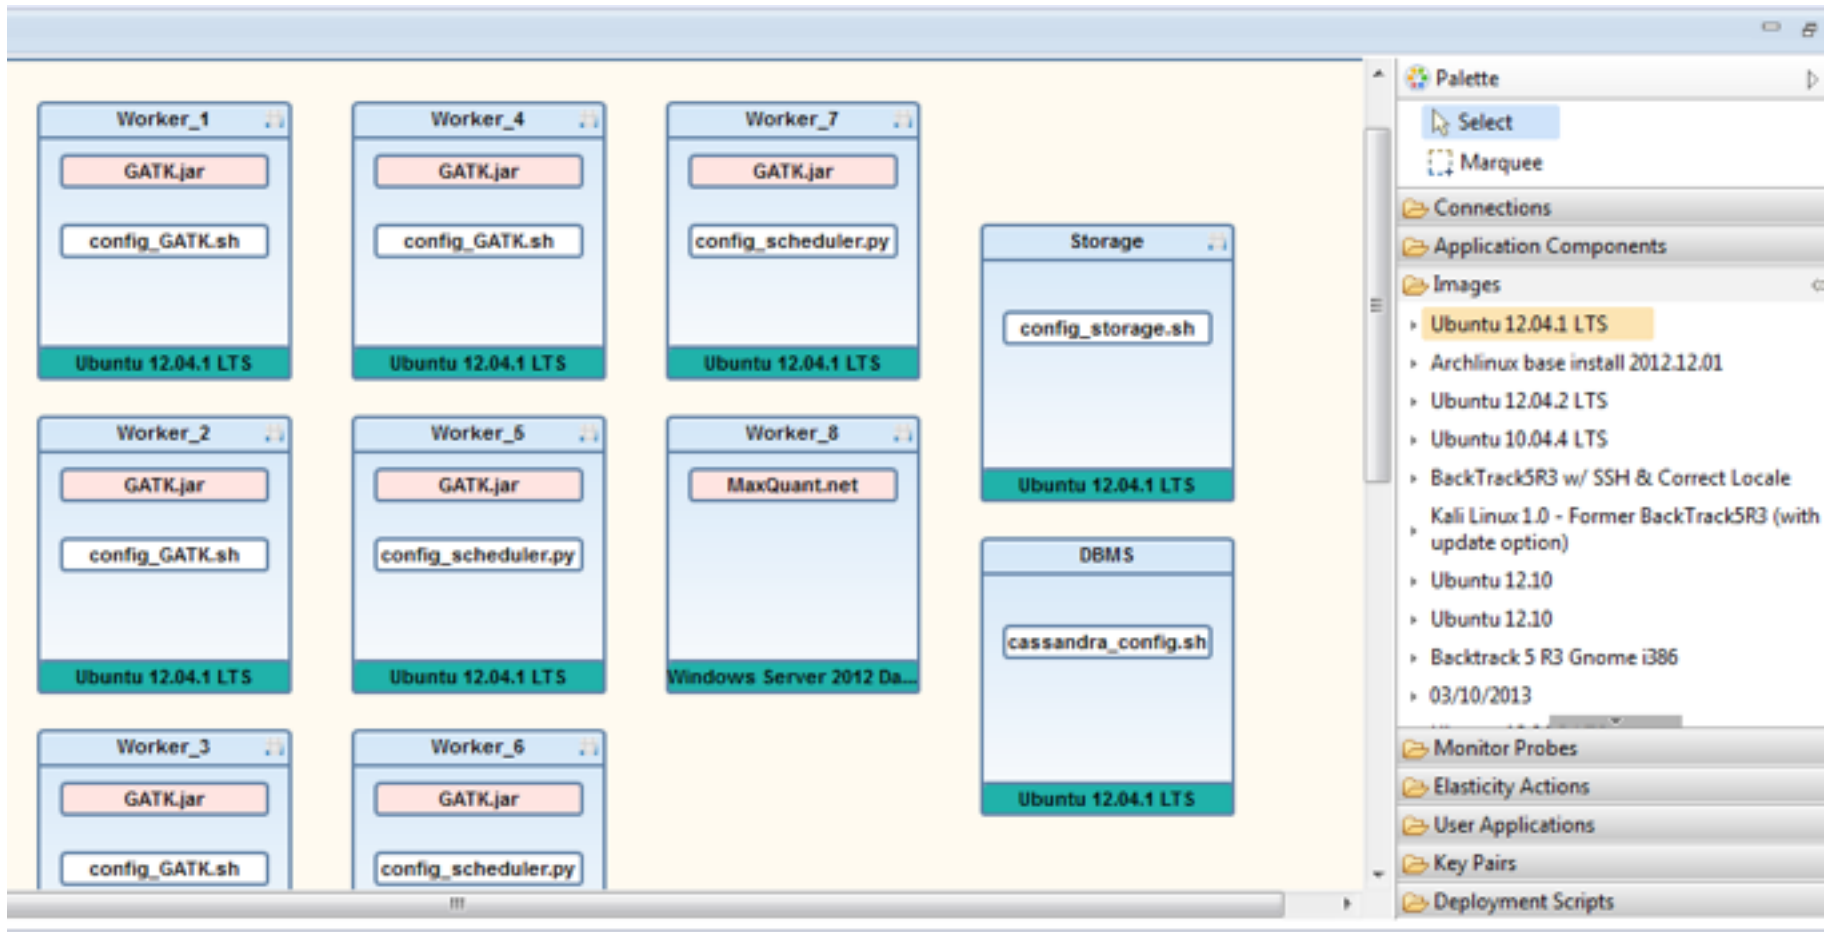 Worker_1
GATK.jar
config_GATK.sh
Ubuntu 12.04.1 LTS
Worker_4
GATK.jar
config_GATK.sh
Ubuntu 12.04.1 LTS
Worker_7
GATK.jar
config_scheduler.py
Ubuntu 12.04.1 LTS
Worker_2
GATK.jar
config_GATK.sh
Ubuntu 12.04.1 LTS
Worker_5
GATK.jar
config_scheduler.py
Ubuntu 12.04.1 LTS
Worker_8
MaxQuant.net
Windows Server 2012 Da...
Worker_3
GATK.jar
config_GATK.sh
Worker_6
GATK.jar
config_scheduler.py
Storage
config_storage.sh
Ubuntu 12.04.1 LTS
DBMS
cassandra_config.sh
Ubuntu 12.04.1 LTS
Palette
Select
Marquee
Connections
Application Components
Images
Ubuntu 12.04.1 LTS
Archlinux base install 2012.12.01
Ubuntu 12.04.2 LTS
Ubuntu 10.04.4 LTS
BackTrack5R3 w/ SSH & Correct Locale
Kali Linux 1.0 - Former BackTrack5R3 (with
update option)
Ubuntu 12.10
Ubuntu 12.10
Backtrack 5 R3 Gnome i386
03/10/2013
Monitor Probes
Elasticity Actions
User Applications
Key Pairs
Deployment Scripts